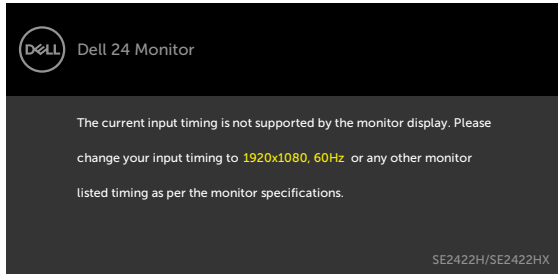 DELL
Dell 24 Monitor
The current input timing is not supported by the monitor display. Please
change your input timing to 1920x1080, 60Hz or any other monitor
listed timing as per the monitor specifications.
SE2422H/SE2422HX